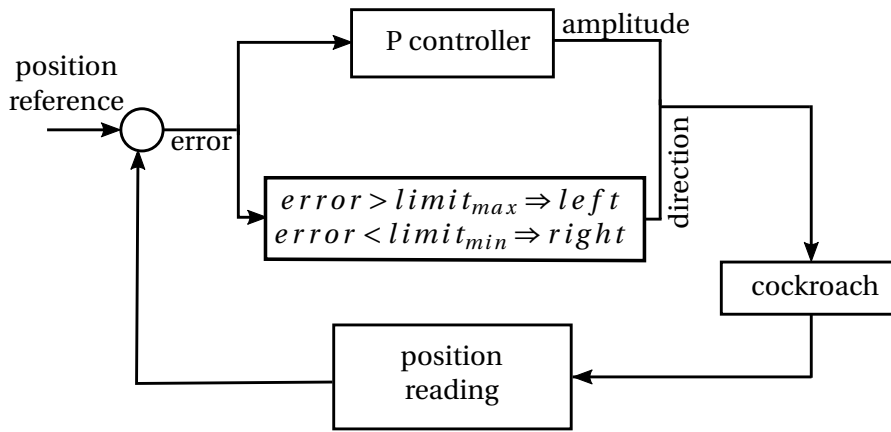 P controller
amplitude
position
reference
error
direction
error > limit_max ⇒ left
error < limit_min ⇒ right
cockroach
position
reading